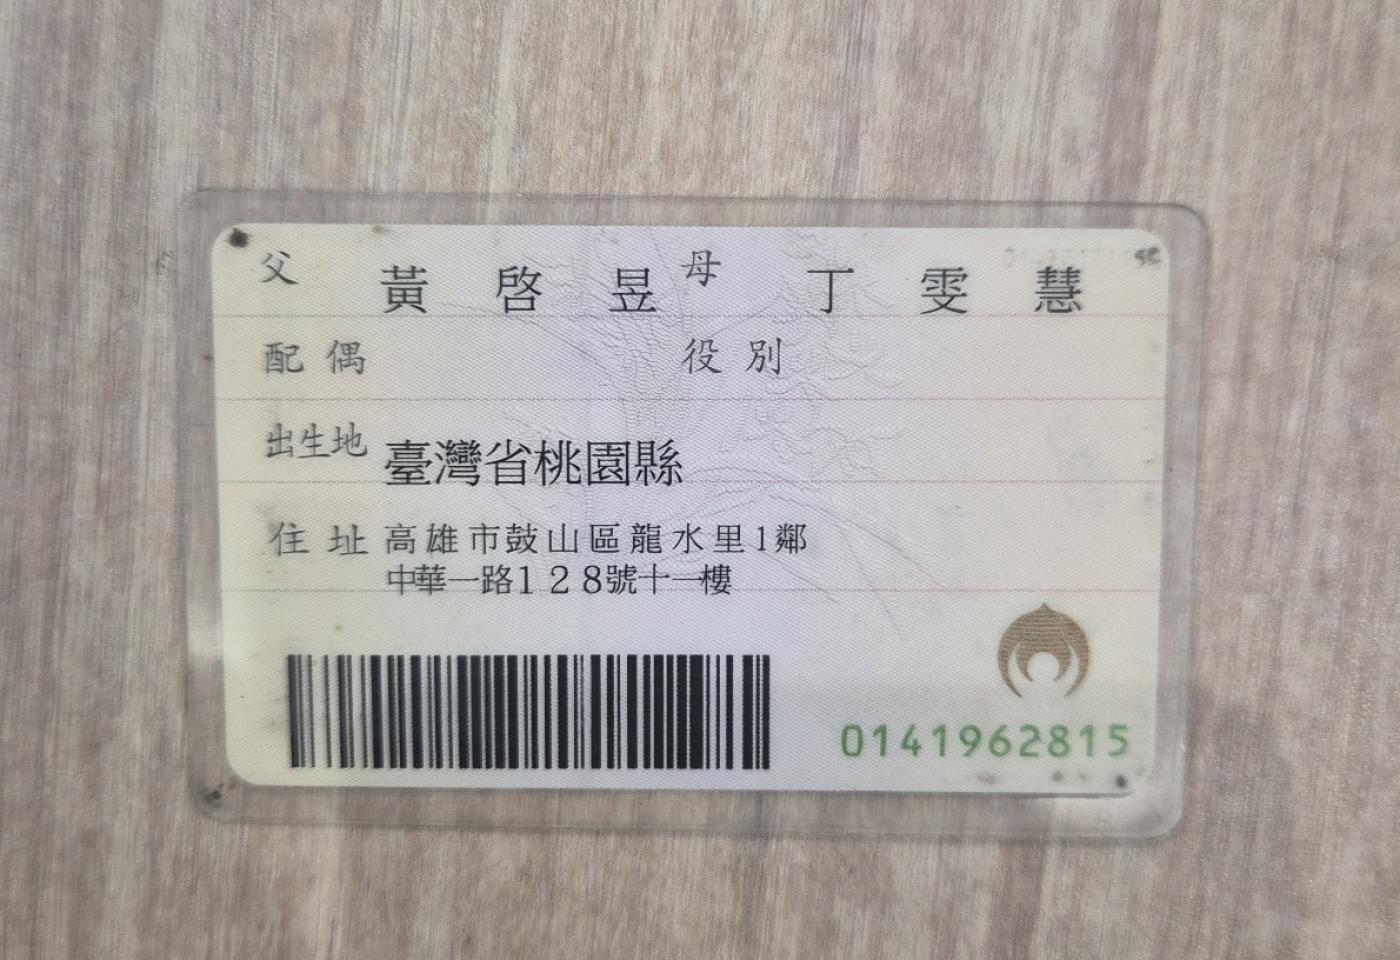 父 黃啓昱 母 丁雯慧
配偶 役別
出生地 臺灣省桃園縣
住址 高雄市鼓山區龍水里1鄰
中華一路128號十一樓
0141962815